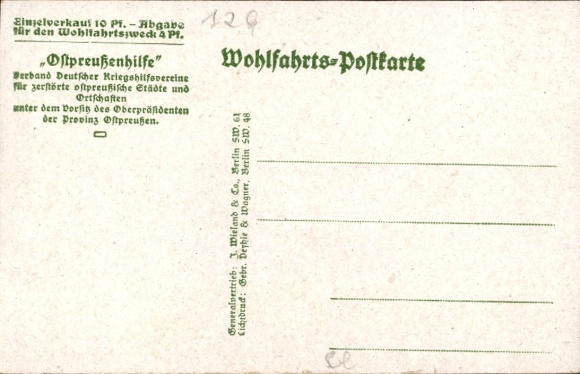 Einzelverkauf 10 Pf. – Abgabe
für den Wohlfahrtszweck 4 Pf.
„Ostpreußenhilfe"
Verband Deutscher Kriegshilfsvereine
für zerstörte ostpreußische Städte und
Ortschaften
unter dem Vorsitz des Oberpräsidenten
der Provinz Ostpreußen.
129
Wohlfahrts=Postkarte
Generalvertrieb: J. Wieland & Co., Berlin SW. 61
Lichtdruck: Gebr. Deyhle & Wagner, Berlin SW. 48